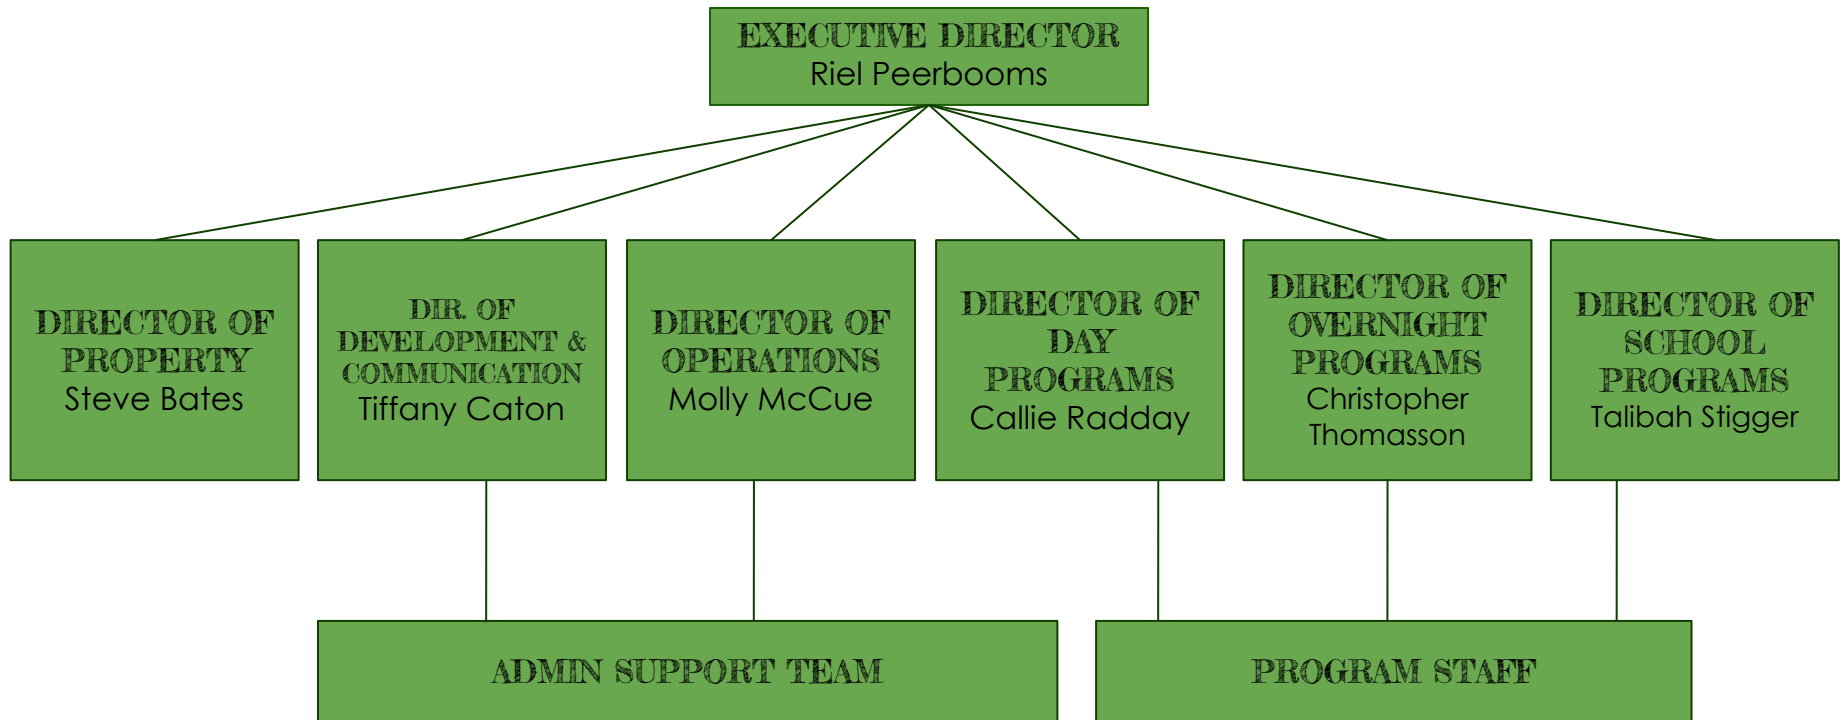 EXECUTIVE DIRECTOR
Riel Peerbooms
DIRECTOR OF
PROPERTY
Steve Bates
DIR. OF
DEVELOPMENT &
COMMUNICATION
Tiffany Caton
DIRECTOR OF
OPERATIONS
Molly McCue
DIRECTOR OF
DAY
PROGRAMS
Callie Radday
DIRECTOR OF
OVERNIGHT
PROGRAMS
Christopher
Thomasson
DIRECTOR OF
SCHOOL
PROGRAMS
Talibah Stigger
ADMIN SUPPORT TEAM
PROGRAM STAFF